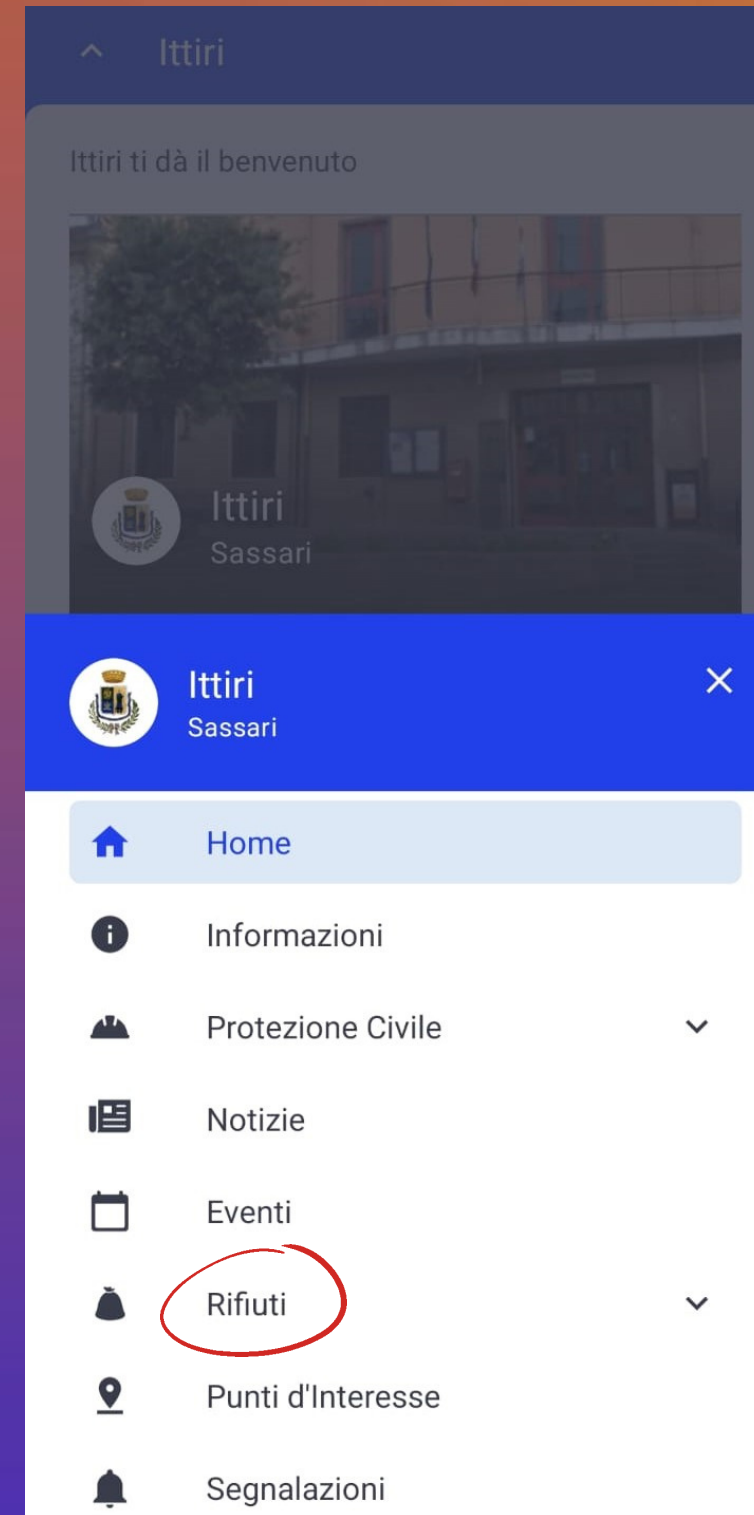 Ittiri
Ittiri ti dà il benvenuto
Ittiri
Sassari
Ittiri
Sassari
Home
Informazioni
Protezione Civile
Notizie
Eventi
Rifiuti
Punti d'Interesse
Segnalazioni